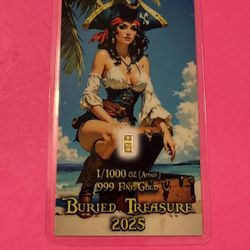 1/1000 oz (Approx)
.999 Fine Gold
Buried Treasure
2025